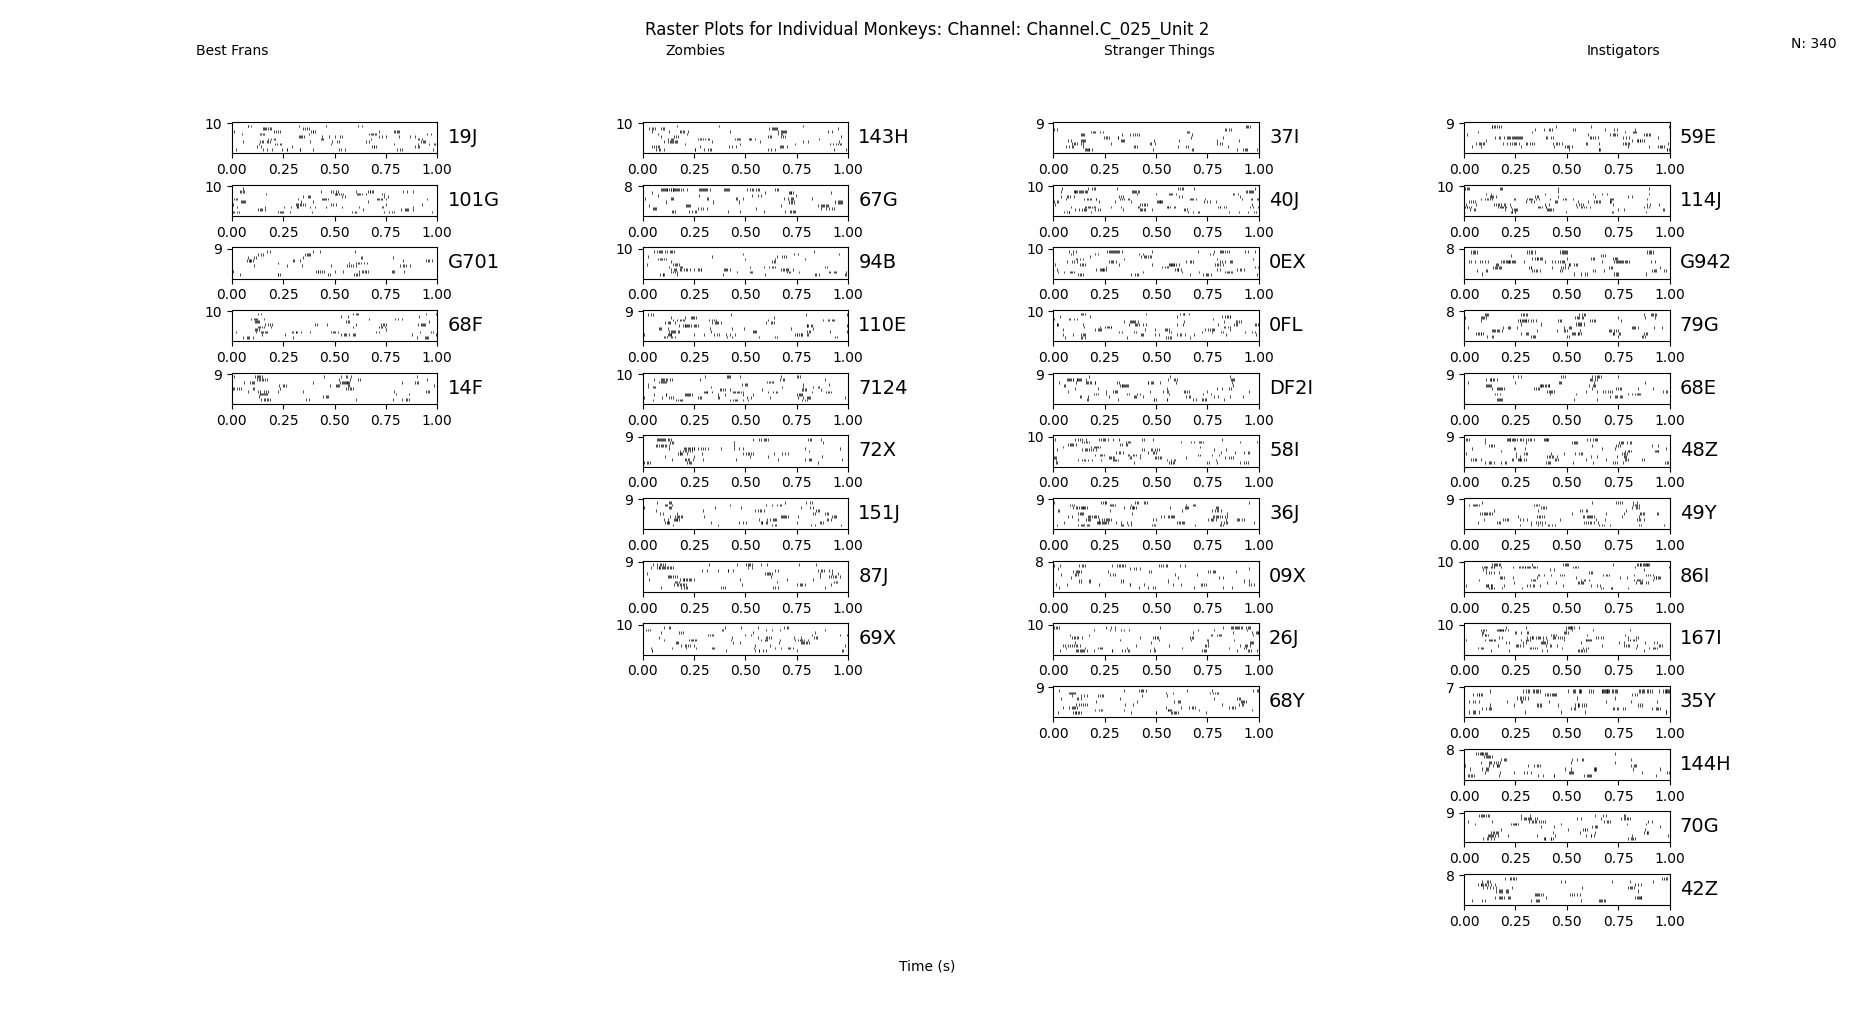 Raster Plots for Individual Monkeys: Channel: Channel.C_025_Unit 2
Best Frans Zombies Stranger Things Instigators N: 340
10 19J 10 143H 9 37I 9 59E
0.00 0.25 0.50 0.75 1.00 0.00 0.25 0.50 0.75 1.00 0.00 0.25 0.50 0.75 1.00 0.00 0.25 0.50 0.75 1.00
10 101G 8 67G 10 40J 10 114J
0.00 0.25 0.50 0.75 1.00 0.00 0.25 0.50 0.75 1.00 0.00 0.25 0.50 0.75 1.00 0.00 0.25 0.50 0.75 1.00
9 G701 10 94B 10 0EX 8 G942
0.00 0.25 0.50 0.75 1.00 0.00 0.25 0.50 0.75 1.00 0.00 0.25 0.50 0.75 1.00 0.00 0.25 0.50 0.75 1.00
10 68F 9 110E 10 0FL 8 79G
0.00 0.25 0.50 0.75 1.00 0.00 0.25 0.50 0.75 1.00 0.00 0.25 0.50 0.75 1.00 0.00 0.25 0.50 0.75 1.00
9 14F 10 7124 9 DF2I 9 68E
0.00 0.25 0.50 0.75 1.00 0.00 0.25 0.50 0.75 1.00 0.00 0.25 0.50 0.75 1.00 0.00 0.25 0.50 0.75 1.00
9 72X 10 58I 9 48Z
0.00 0.25 0.50 0.75 1.00 0.00 0.25 0.50 0.75 1.00 0.00 0.25 0.50 0.75 1.00
9 151J 9 36J 9 49Y
0.00 0.25 0.50 0.75 1.00 0.00 0.25 0.50 0.75 1.00 0.00 0.25 0.50 0.75 1.00
9 87J 8 09X 10 86I
0.00 0.25 0.50 0.75 1.00 0.00 0.25 0.50 0.75 1.00 0.00 0.25 0.50 0.75 1.00
10 69X 10 26J 10 167I
0.00 0.25 0.50 0.75 1.00 0.00 0.25 0.50 0.75 1.00 0.00 0.25 0.50 0.75 1.00
9 68Y 7 35Y
0.00 0.25 0.50 0.75 1.00 0.00 0.25 0.50 0.75 1.00
8 144H
0.00 0.25 0.50 0.75 1.00
9 70G
0.00 0.25 0.50 0.75 1.00
8 42Z
0.00 0.25 0.50 0.75 1.00
Time (s)